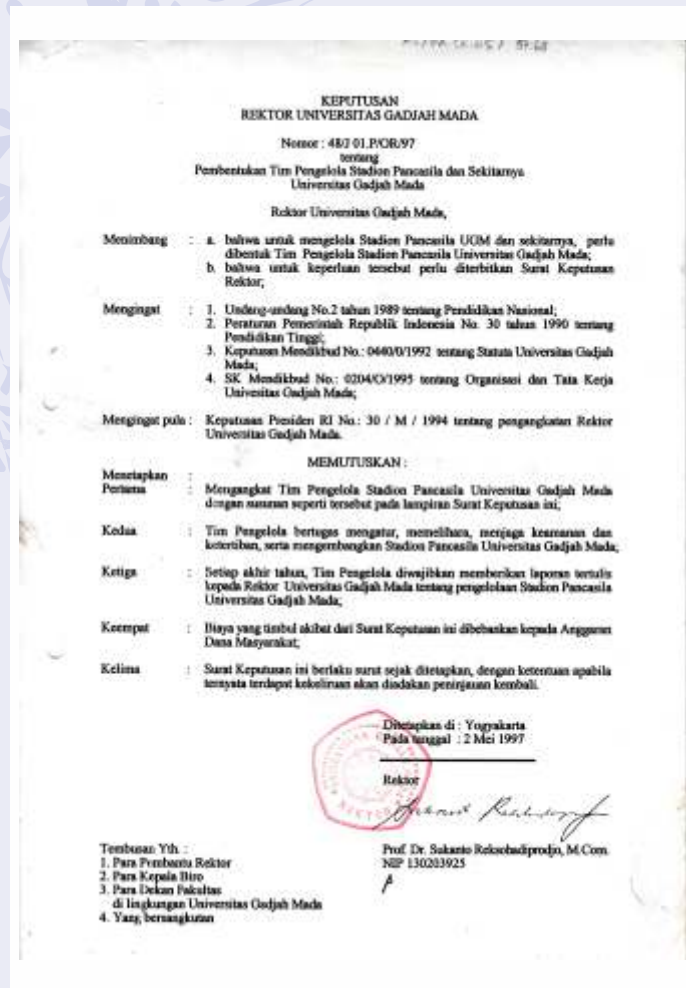 KEPUTUSAN
REKTOR UNIVERSITAS GADJAH MADA
Nomor : 48/J 01.P/OR/97
tentang
Pembentukan Tim Pengelola Stadion Pancasila dan Sekitarnya
Universitas Gadjah Mada
Rektor Universitas Gadjah Mada,
Menimbang : a. bahwa untuk mengelola Stadion Pancasila UGM dan sekitarnya, perlu
dibentuk Tim Pengelola Stadion Pancasila Universitas Gadjah Mada;
b. bahwa untuk keperluan tersebut perlu diterbitkan Surat Keputusan
Rektor;
Mengingat : 1. Undang-undang No.2 tahun 1989 tentang Pendidikan Nasional;
2. Peraturan Pemerintah Republik Indonesia No. 30 tahun 1990 tentang
Pendidikan Tinggi;
3. Keputusan Mendikbud No.: 0440/0/1992 tentang Statuta Universitas Gadjah
Mada;
4. SK Mendikbud No.: 0204/O/1995 tentang Organisasi dan Tata Kerja
Univesitas Gadjah Mada;
Mengingat pula : Keputusan Presiden RI No.: 30 / M / 1994 tentang pengangkatan Rektor
Universitas Gadjah Mada.
MEMUTUSKAN :
Menetapkan :
Pertama : Mengangkat Tim Pengelola Stadion Pancasila Universitas Gadjah Mada
dengan susunan seperti tersebut pada lampiran Surat Keputusan ini;
Kedua : Tim Pengelola bertugas mengatur, memelihara, menjaga keamanan dan
ketertiban, serta mengembangkan Stadion Pancasila Universitas Gadjah Mada;
Ketiga : Setiap akhir tahun, Tim Pengelola diwajibkan memberikan laporan tertulis
kepada Rektor Universitas Gadjah Mada tentang pengelolaan Stadion Pancasila
Universitas Gadjah Mada;
Keempat : Biaya yang timbul akibat dari Surat Keputusan ini dibebankan kepada Anggaran
Dana Masyarakat;
Kelima : Surat Keputusan ini berlaku surut sejak ditetapkan, dengan ketentuan apabila
ternyata terdapat kekeliruan akan diadakan peninjauan kembali.
Ditetapkan di : Yogyakarta
Pada tanggal : 2 Mei 1997
Rektor
REKTOR
Prof. Dr. Sukanto Reksohadiprodjo, M.Com.
NIP 130203925
Tembusan Yth. :
1. Para Pembantu Rektor
2. Para Kepala Biro
3. Para Dekan Fakultas
di lingkungan Universitas Gadjah Mada
4. Yang bersangkutan